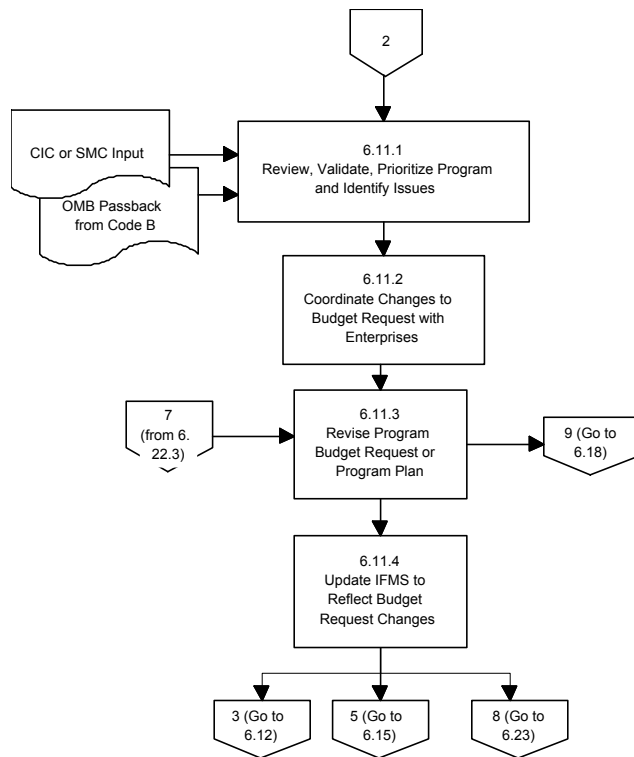 2
CIC or SMC Input
OMB Passback
from Code B
6.11.1
Review, Validate, Prioritize Program
and Identify Issues
6.11.2
Coordinate Changes to
Budget Request with
Enterprises
7
(from 6.
22.3)
6.11.3
Revise Program
Budget Request or
Program Plan
9 (Go to
6.18)
6.11.4
Update IFMS to
Reflect Budget
Request Changes
3 (Go to
6.12)
5 (Go to
6.15)
8 (Go to
6.23)